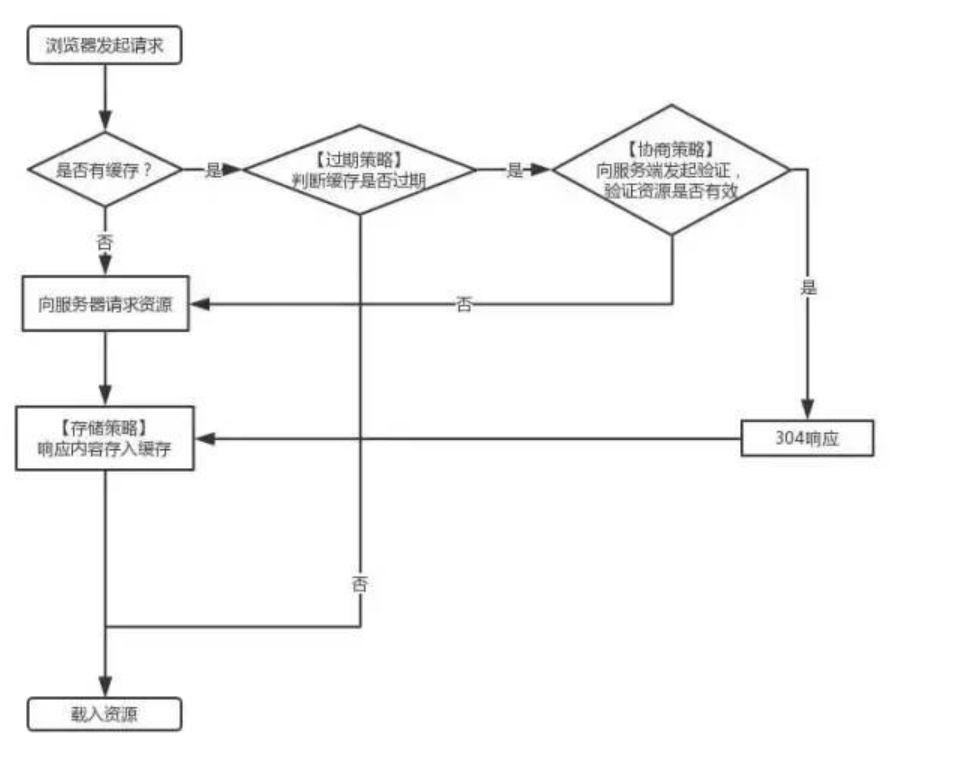 浏览器发起请求
是否有缓存？
是
【过期策略】
判断缓存是否过期
是
【协商策略】
向服务端发起验证，
验证资源是否有效
否
是
向服务器请求资源
否
【存储策略】
响应内容存入缓存
304响应
否
载入资源